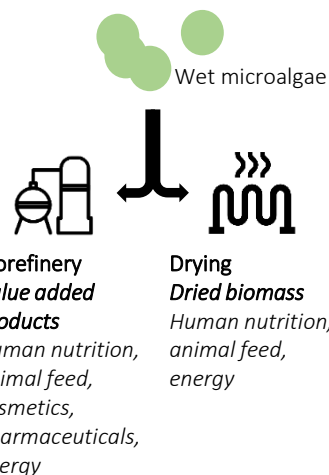 Wet microalgae
orefinery
lue added
oducts
uman nutrition,
imal feed,
smetics,
armaceuticals,
ergy
Drying
Dried biomass
Human nutrition,
animal feed,
energy